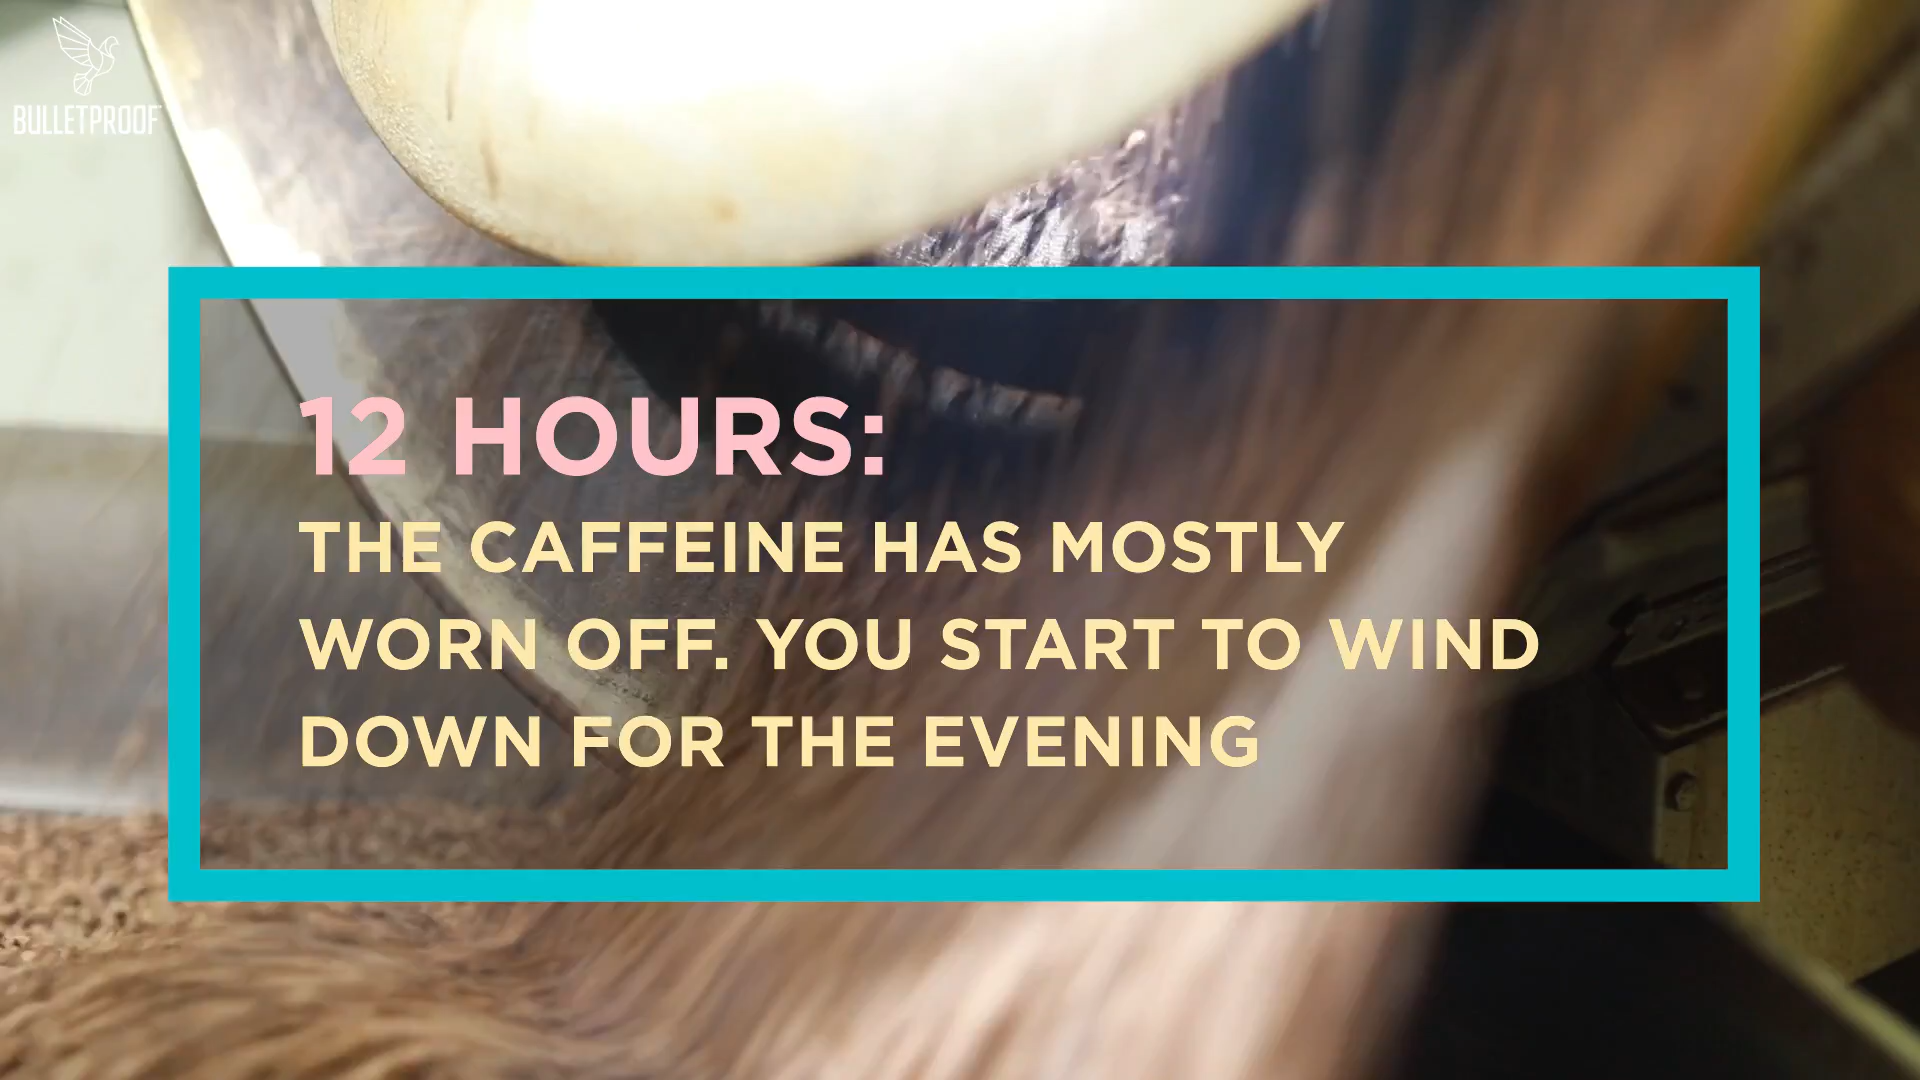 BULLETPROOF
12 HOURS:
THE CAFFEINE HAS MOSTLY
WORN OFF. YOU START TO WIND
DOWN FOR THE EVENING